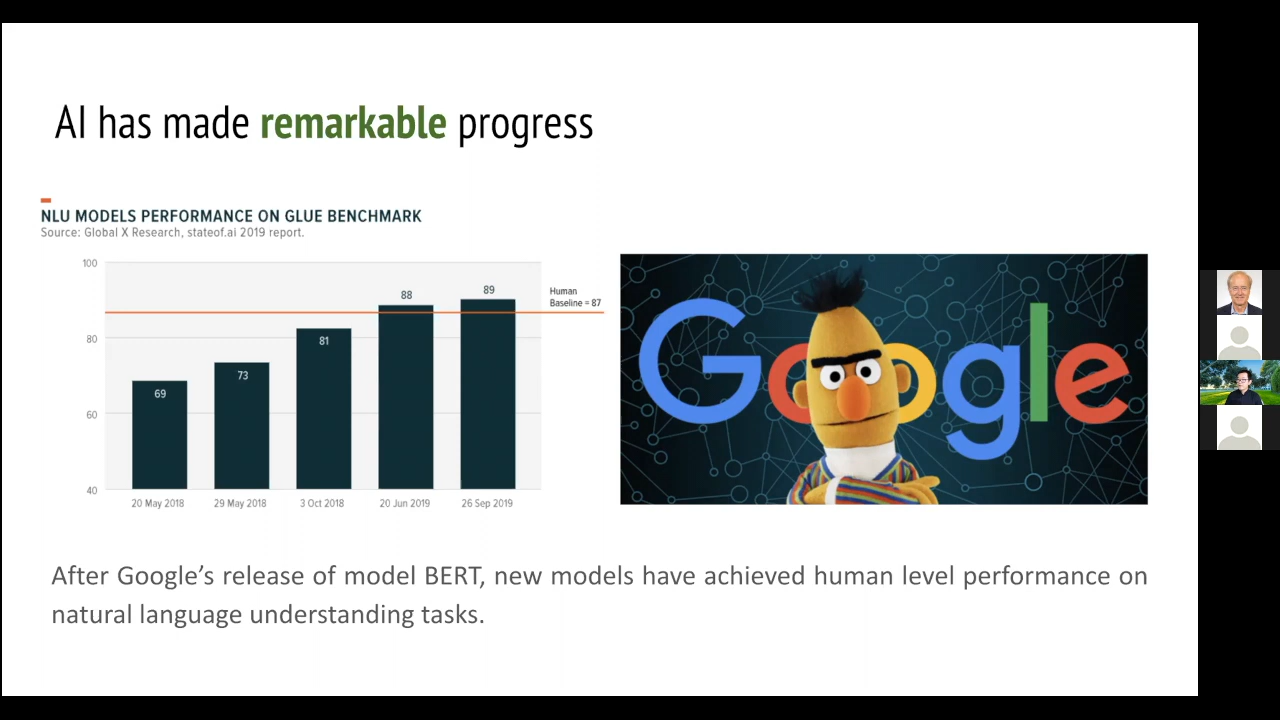 AI has made remarkable progress
NLU MODELS PERFORMANCE ON GLUE BENCHMARK
Source: Global X Research, stateof.ai 2019 report.
100
80
60
40
69
73
81
88
89
Human
Baseline = 87
20 May 2018
29 May 2018
3 Oct 2018
20 Jun 2019
26 Sep 2019
Google
After Google’s release of model BERT, new models have achieved human level performance on
natural language understanding tasks.